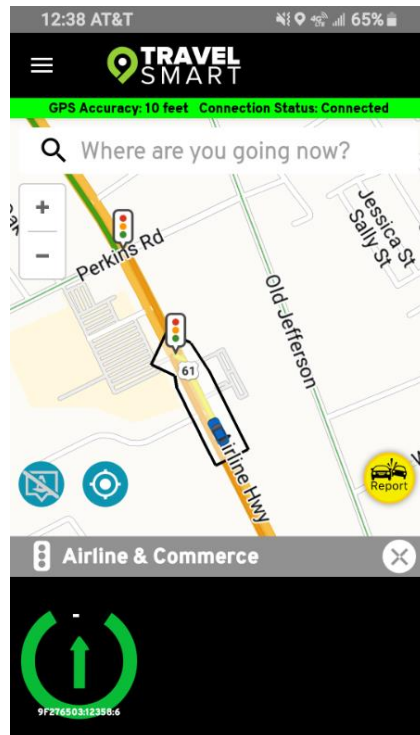 12:38 AT&T 65%
TRAVEL
SMART
GPS Accuracy: 10 feet Connection Status: Connected
Where are you going now?
+
−
Perkins Rd
Jessica St
Sally St
Old Jefferson
61
Airline Hwy
Report
Airline & Commerce
-
9F276503:12358:6